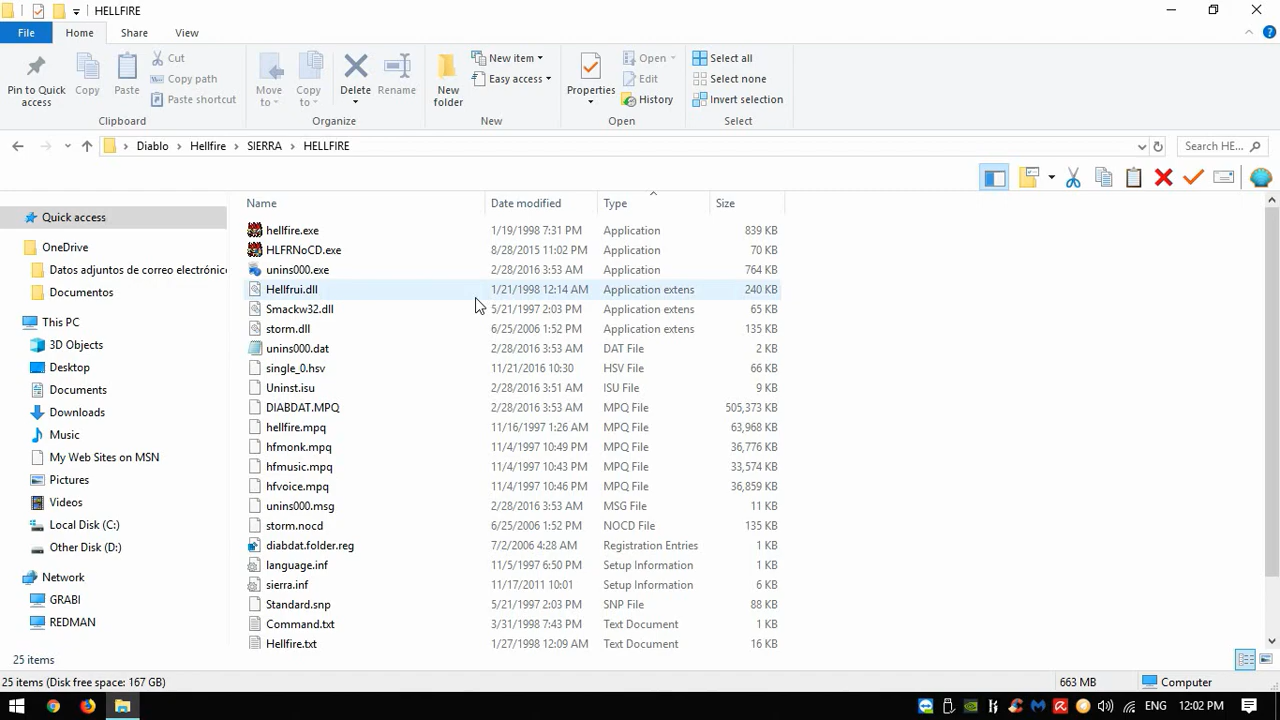 HELLFIRE
File Home Share View
Pin to Quick access
Copy
Paste
Cut
Copy path
Paste shortcut
Clipboard
Move to
Copy to
Delete
Rename
Organize
New folder
New item
Easy access
New
Properties
Open
Edit
History
Open
Select all
Select none
Invert selection
Select
Diablo Hellfire SIERRA HELLFIRE
Search HE...
Name Date modified Type Size
Quick access
OneDrive
Datos adjuntos de correo electrónic
Documentos
This PC
3D Objects
Desktop
Documents
Downloads
Music
My Web Sites on MSN
Pictures
Videos
Local Disk (C:)
Other Disk (D:)
Network
GRABI
REDMAN
hellfire.exe 1/19/1998 7:31 PM Application 839 KB
HLFRNoCD.exe 8/28/2015 11:02 PM Application 70 KB
unins000.exe 2/28/2016 3:53 AM Application 764 KB
Hellfrui.dll 1/21/1998 12:14 AM Application extens 240 KB
Smackw32.dll 5/21/1997 2:03 PM Application extens 65 KB
storm.dll 6/25/2006 1:52 PM Application extens 135 KB
unins000.dat 2/28/2016 3:53 AM DAT File 2 KB
single_0.hsv 11/21/2016 10:30 HSV File 66 KB
Uninst.isu 2/28/2016 3:51 AM ISU File 9 KB
DIABDAT.MPQ 2/28/2016 3:53 AM MPQ File 505,373 KB
hellfire.mpq 11/16/1997 1:26 AM MPQ File 63,968 KB
hfmonk.mpq 11/4/1997 10:49 PM MPQ File 36,776 KB
hfmusic.mpq 11/4/1997 10:43 PM MPQ File 33,574 KB
hfvoice.mpq 11/4/1997 10:46 PM MPQ File 36,859 KB
unins000.msg 2/28/2016 3:53 AM MSG File 11 KB
storm.nocd 6/25/2006 1:52 PM NOCD File 135 KB
diabdat.folder.reg 7/2/2006 4:28 AM Registration Entries 1 KB
language.inf 11/5/1997 6:50 PM Setup Information 1 KB
sierra.inf 11/17/2011 10:01 Setup Information 6 KB
Standard.snp 5/21/1997 2:03 PM SNP File 88 KB
Command.txt 3/31/1998 7:43 PM Text Document 1 KB
Hellfire.txt 1/27/1998 12:09 AM Text Document 16 KB
25 items
25 items (Disk free space: 167 GB) 663 MB Computer
ENG 12:02 PM